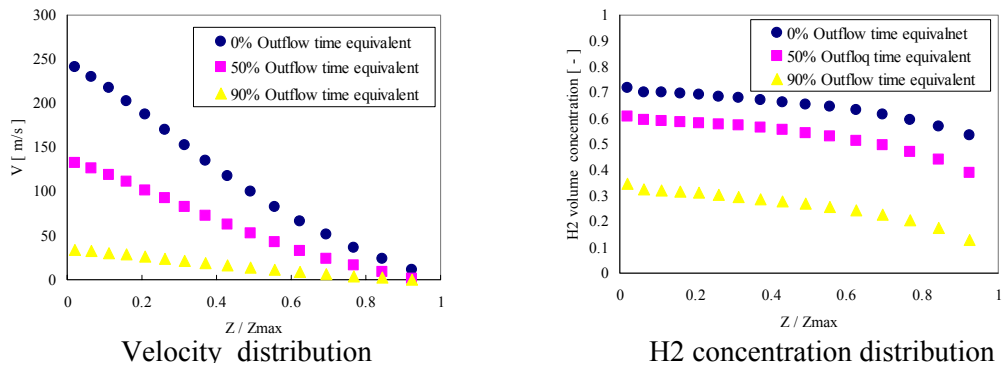 300
250
200
150
100
50
0
V [ m/s ]
0% Outflow time equivalent
50% Outflow time equivalent
90% Outflow time equivalent
0
0.2
0.4
0.6
0.8
1
Z / Zmax
Velocity distribution
1
0.9
0.8
0.7
0.6
0.5
0.4
0.3
0.2
0.1
0
H2 volume concentration [ - ]
0% Outflow time equivalnet
50% Outfloq time equivalent
90% Outflow time equivalent
0
0.2
0.4
0.6
0.8
1
Z / Zmax
H2 concentration distribution